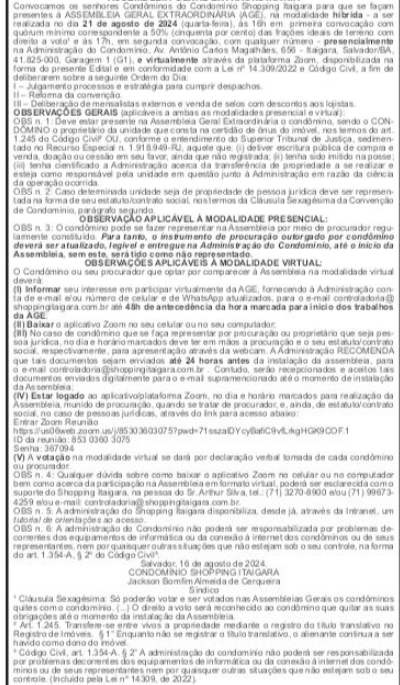 Convocamos os senhores Condôminos do Condomínio Shopping Itaigara para que se façam
presentes à ASSEMBLEIA GERAL EXTRAORDINÁRIA (AGE), na modalidade híbrida - a ser
realizada no dia 21 de agosto de 2024 (quarta-feira), às 16h em primeira convocação com
quórum mínimo correspondente a 50% (cinquenta por cento) das frações ideais de terreno com
direito a voto¹ e às 17h, em segunda convocação, com qualquer número - presencialmente
na Administração do Condomínio, Av. Antônio Carlos Magalhães, 656 - Itaigara, Salvador/BA,
41.825-000, Garagem 1 (G1), e virtualmente através da plataforma Zoom, disponibilizada na
forma do presente Edital e em conformidade com a Lei nº 14.309/2022 e Código Civil, a fim de
deliberarem sobre a seguinte Ordem do Dia:
I – Julgamento processos e estratégia para cumprir despachos.
II – Reforma da convenção.
III – Deliberação de mensalistas externos e venda de selos com descontos aos lojistas.
OBSERVAÇÕES GERAIS (aplicáveis a ambas as modalidades presencial e virtual):
OBS n. 1: Deve estar presente na Assembleia Geral Extraordinária o condômino, sendo o CON-
DÔMINO o proprietário da unidade que consta na certidão de ônus do imóvel, nos termos do art.
1.245 do Código Civil² OU, conforme o entendimento do Superior Tribunal de Justiça, sedimen-
tado no Recurso Especial n. 1.918.949-RJ, aquele que: (i) detiver escritura pública de compra e
venda, doação ou cessão em seu favor, ainda que não registrada; (ii) tenha sido imitido na posse;
(iii) tenha cientificado a Administração acerca da transferência de propriedade a se realizar e
esteja como responsável pela unidade em questão junto à Administração em razão da ciência
da operação ocorrida.
OBS n. 2: Caso determinada unidade seja de propriedade de pessoa jurídica deve ser represen-
tada na forma de seu estatuto/contrato social, nos termos da Cláusula Sexagésima da Convenção
de Condomínio, parágrafo segundo.
OBSERVAÇÃO APLICÁVEL À MODALIDADE PRESENCIAL:
OBS n. 3: O condômino pode se fazer representar na Assembleia por meio de procurador regu-
larmente constituído. Para tanto, o instrumento de procuração outorgado por condômino
deverá ser atualizado, legível e entregue na Administração do Condomínio, até o início da
Assembleia, sem este, será tido como não representado.
OBSERVAÇÕES APLICÁVEIS À MODALIDADE VIRTUAL:
O Condômino ou seu procurador que optar por comparecer à Assembleia na modalidade virtual
deverá:
(I) Informar seu interesse em participar virtualmente da AGE, fornecendo à Administração con-
ta de e-mail e/ou número de celular e de WhatsApp atualizados, para o e-mail controladoria@
shoppingitaigara.com.br até 48h de antecedência da hora marcada para início dos trabalhos
da AGE;
(II) Baixar o aplicativo Zoom no seu celular ou no seu computador;
(III) No caso de condômino que se faça representar por procuração ou proprietário que seja pes-
soa jurídica, no dia e horário marcados deve ter em mãos a procuração e o seu estatuto/contrato
social, respectivamente, para apresentação através da webcam. A Administração RECOMENDA
que tais documentos sejam enviados até 24 horas antes da instalação da assembleia, para
o e-mail controladoria@shoppingitaigara.com.br . Contudo, serão recepcionados e aceitos tais
documentos enviados digitalmente para o e-mail supramencionado até o momento de instalação
da Assembleia;
(IV) Estar logado ao aplicativo/plataforma Zoom, no dia e horário marcados para realização da
Assembleia, munido de procuração, quando se tratar de procurador, e, ainda, de estatuto/contrato
social, no caso de pessoas jurídicas, através do link para acesso abaixo:
Entrar Zoom Reunião
ID da reunião: 853 0360 3075
Senha: 367094
(V) A votação na modalidade virtual se dará por declaração verbal tomada de cada condômino
ou procurador.
OBS n. 4: Qualquer dúvida sobre como baixar o aplicativo Zoom no celular ou no computador
bem como acerca da participação na Assembleia em formato virtual, poderá ser esclarecida com o
suporte do Shopping Itaigara, na pessoa do Sr. Arthur Silva, tel.: (71) 3270-8900 e/ou (71) 99673-
4259 e/ou e-mail: controladoria@shoppingitaigara.com.br.
OBS n. 5: A administração do Shopping Itaigara disponibiliza, desde já, através da Intranet, um
tutorial de orientações ao acesso.
OBS n. 6: A administração do Condomínio não poderá ser responsabilizada por problemas de-
correntes dos equipamentos de informática ou da conexão à internet dos condôminos ou de seus
representantes, nem por quaisquer outras situações que não estejam sob o seu controle, na forma
do art. 1.354-A, § 2º do Código Civil³.
Salvador, 16 de agosto de 2024.
CONDOMÍNIO SHOPPING ITAIGARA
Jackson Bomfim Almeida de Cerqueira
Síndico
¹ Cláusula Sexagésima: Só poderão votar e ser votados nas Assembleias Gerais os condôminos
quites com o condomínio. (...) O direito a voto será reconhecido ao condômino que quitar as suas
obrigações até o momento da instalação da Assembleia.
² Art. 1.245. Transfere-se entre vivos a propriedade mediante o registro do título translativo no
Registro de Imóveis. § 1º Enquanto não se registrar o título translativo, o alienante continua a ser
havido como dono do imóvel.
³ Código Civil, art. 1.354-A. § 2º A administração do condomínio não poderá ser responsabilizada
por problemas decorrentes dos equipamentos de informática ou da conexão à internet dos condô-
minos ou de seus representantes nem por quaisquer outras situações que não estejam sob o seu
controle. (Incluído pela Lei nº 14309, de 2022).